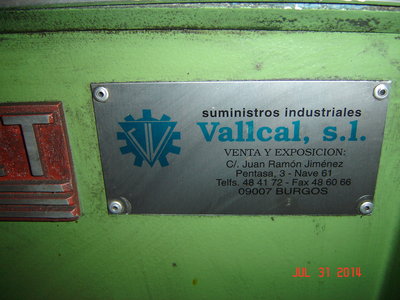 suministros industriales
Vallcal, s.l.
VENTA Y EXPOSICION:
C/. Juan Ramón Jiménez
Pentasa, 3 - Nave 61
Telfs. 48 41 72 - Fax 48 60 66
09007 BURGOS
ET
JUL 31 2014